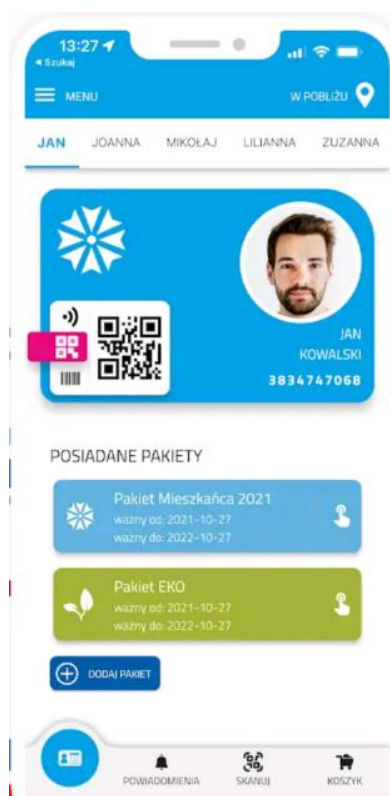 13:27
◂ Szukaj
MENU
W POBLIŻU
JAN
JOANNA
MIKOŁAJ
LILIANNA
ZUZANNA
JAN
KOWALSKI
3834747068
POSIADANE PAKIETY
Pakiet Mieszkańca 2021
ważny od: 2021-10-27
ważny do: 2022-10-27
Pakiet EKO
ważny od: 2021-10-27
ważny do: 2022-10-27
DODAJ PAKIET
POWIADOMIENIA
SKANUJ
KOSZYK